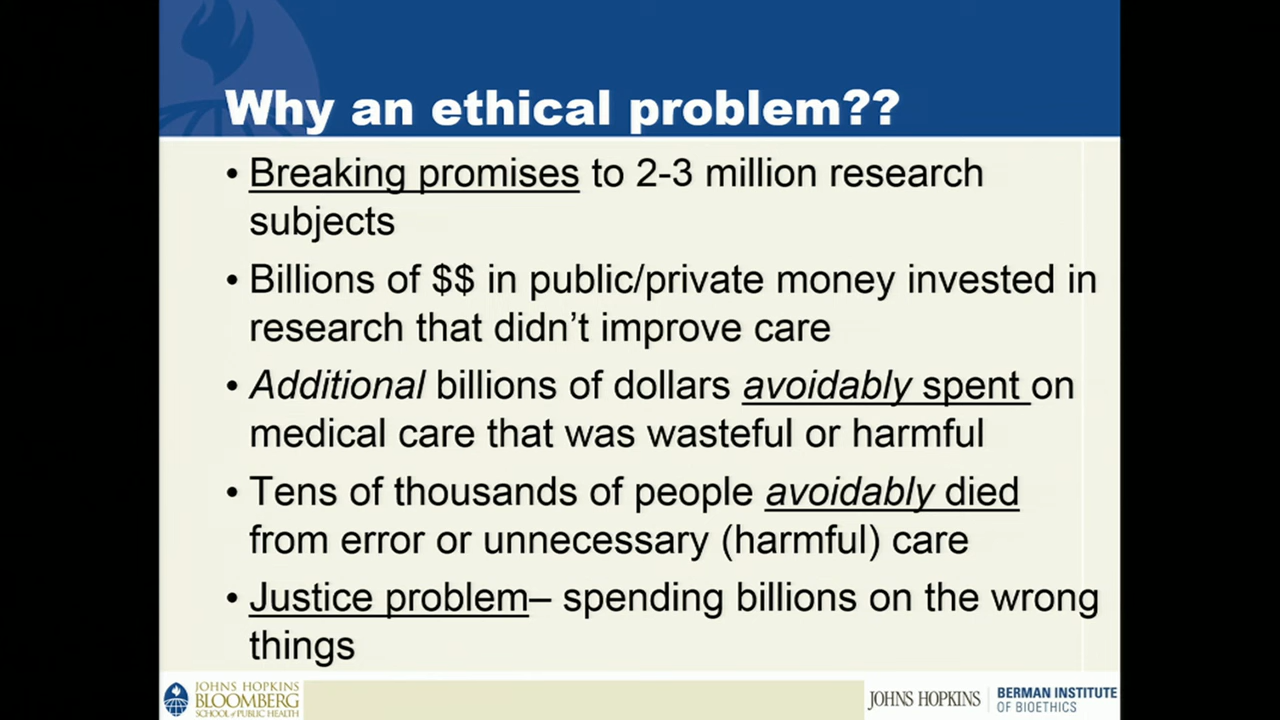 Why an ethical problem??
• Breaking promises to 2-3 million research
subjects
• Billions of $$ in public/private money invested in
research that didn’t improve care
• Additional billions of dollars avoidably spent on
medical care that was wasteful or harmful
• Tens of thousands of people avoidably died
from error or unnecessary (harmful) care
• Justice problem– spending billions on the wrong
things
JOHNS HOPKINS
BLOOMBERG
SCHOOL of PUBLIC HEALTH
JOHNS HOPKINS
BERMAN INSTITUTE
OF BIOETHICS